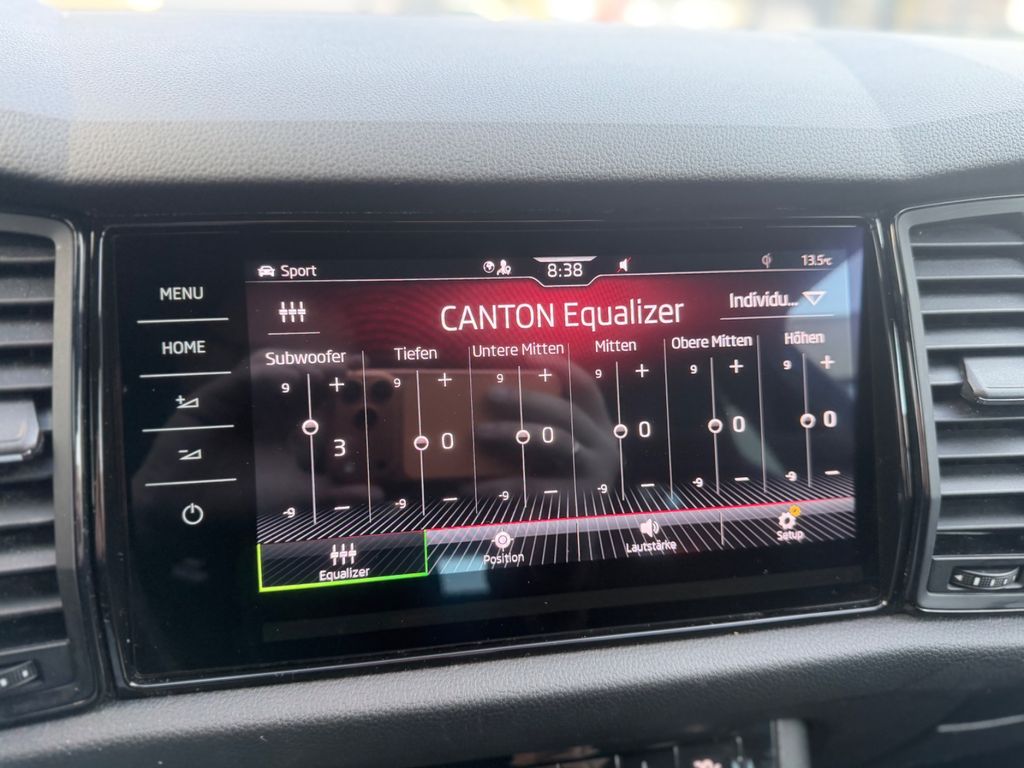 Sport
8:38
13.5°C
MENU
HOME
CANTON Equalizer
Individu...
Subwoofer
Tiefen
Untere Mitten
Mitten
Obere Mitten
Höhen
9 + 9 + 9 + 9 + 9 + 9 +
3 0 0 0 0 0
-9 − -9 − -9 − -9 − -9 − -9 −
Equalizer
Position
Lautstärke
Setup